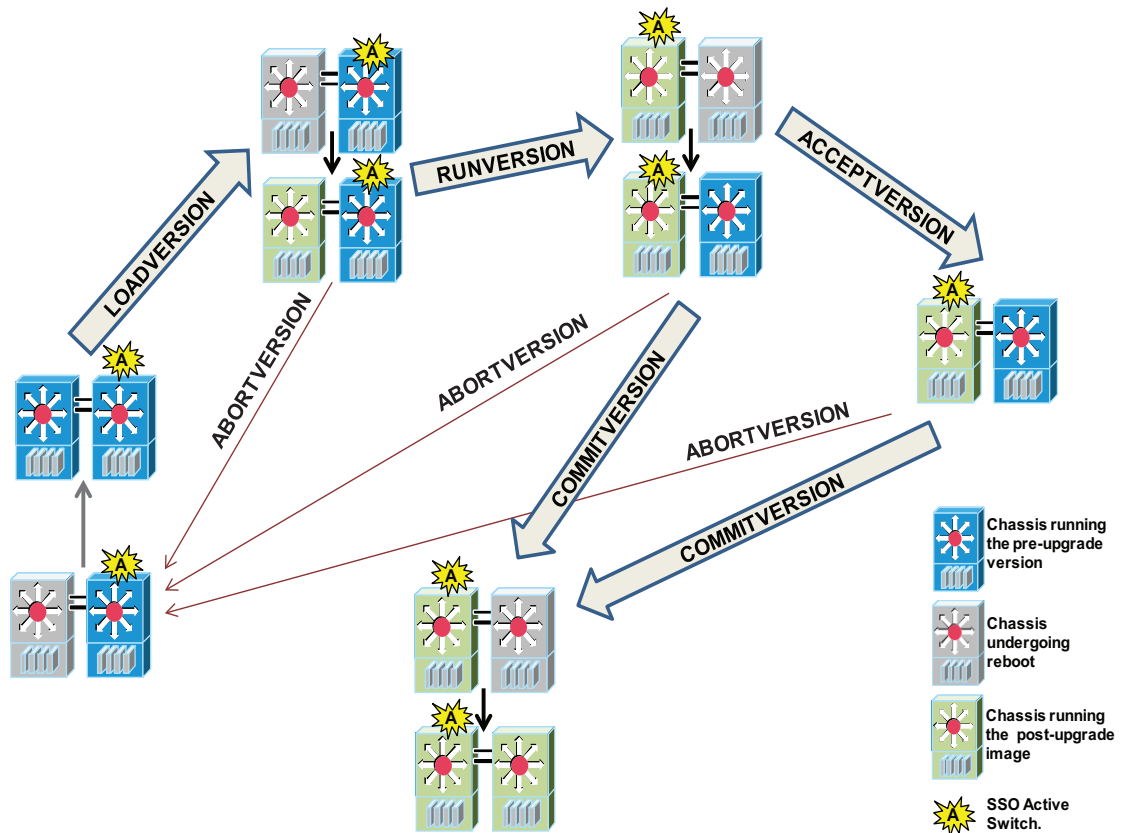 A
A
RUNVERSION
ACCEPTVERSION
A
A
LOADVERSION
A
ABORTVERSION
ABORTVERSION
COMMITVERSION
A
ABORTVERSION
COMMITVERSION
A
A
A
Chassis running
the pre-upgrade
version
Chassis
undergoing
reboot
Chassis running
the post-upgrade
image
A
SSO Active
Switch.